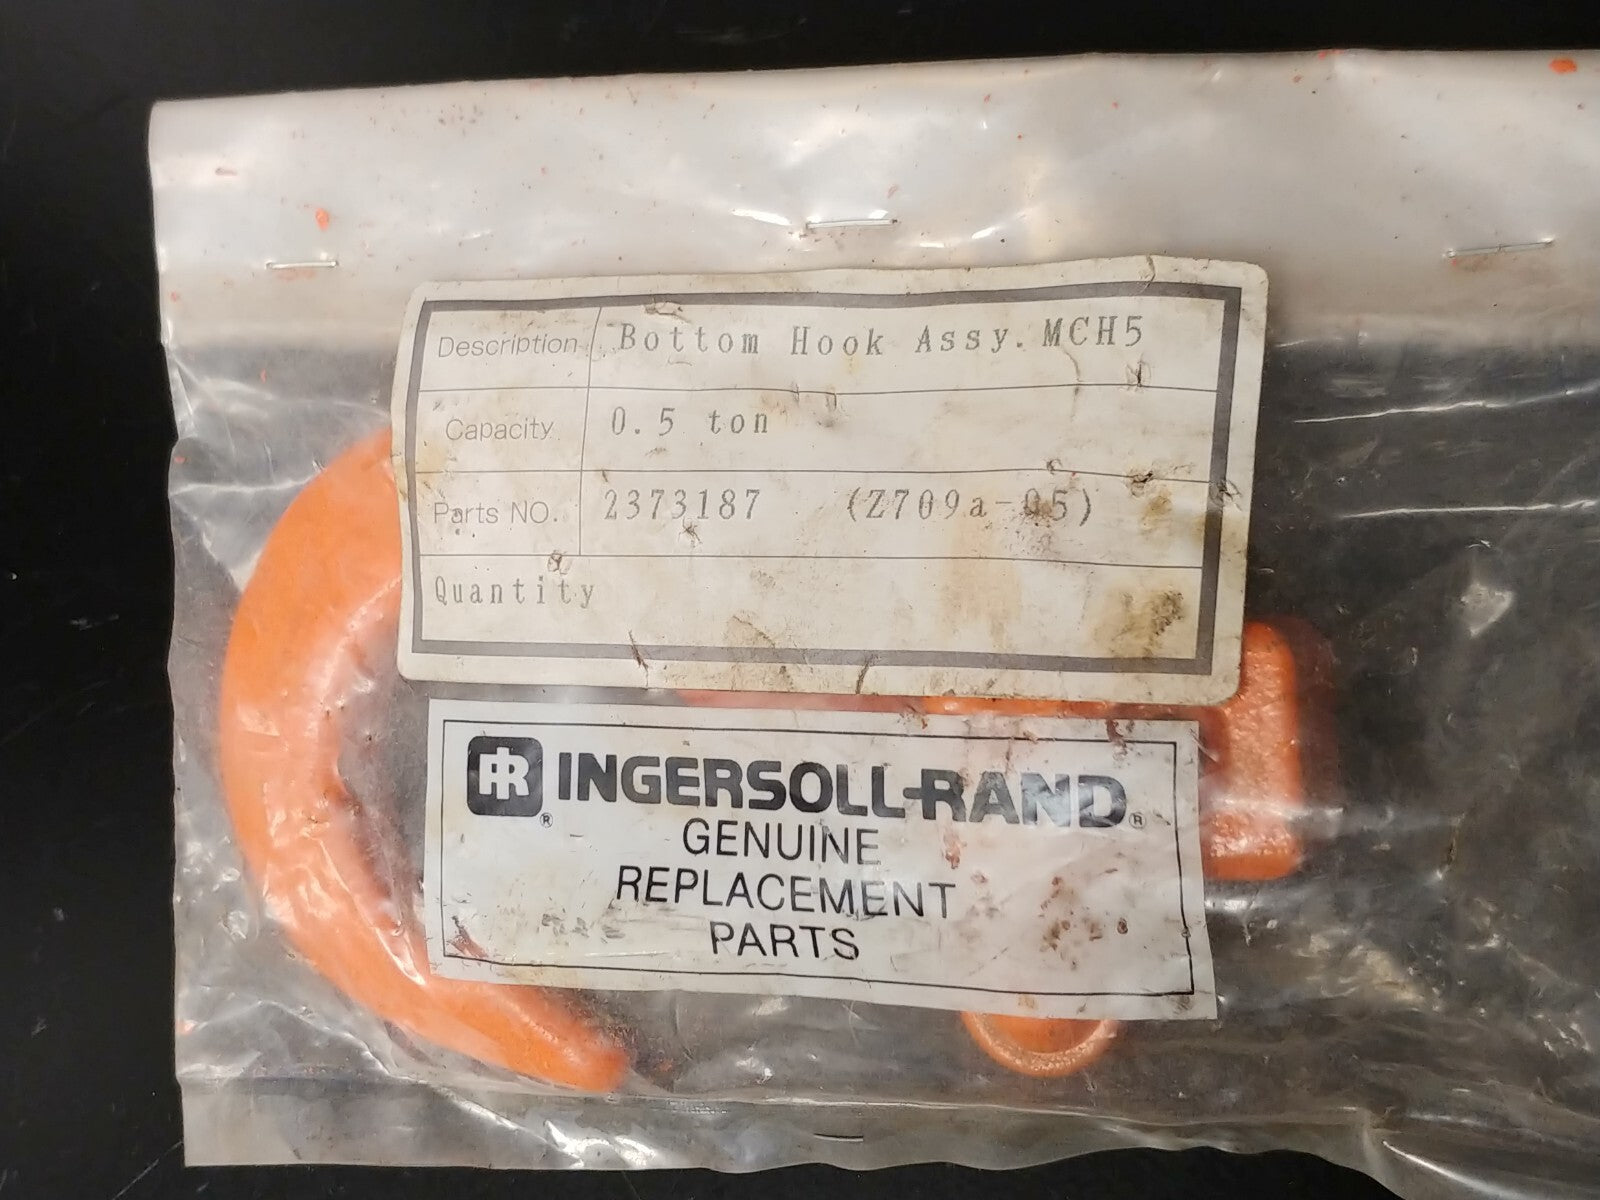 Description Bottom Hook Assy. MCH5
Capacity 0.5 ton
Parts NO. 2373187 (Z709a-05)
Quantity
IR® INGERSOLL-RAND®
GENUINE
REPLACEMENT
PARTS